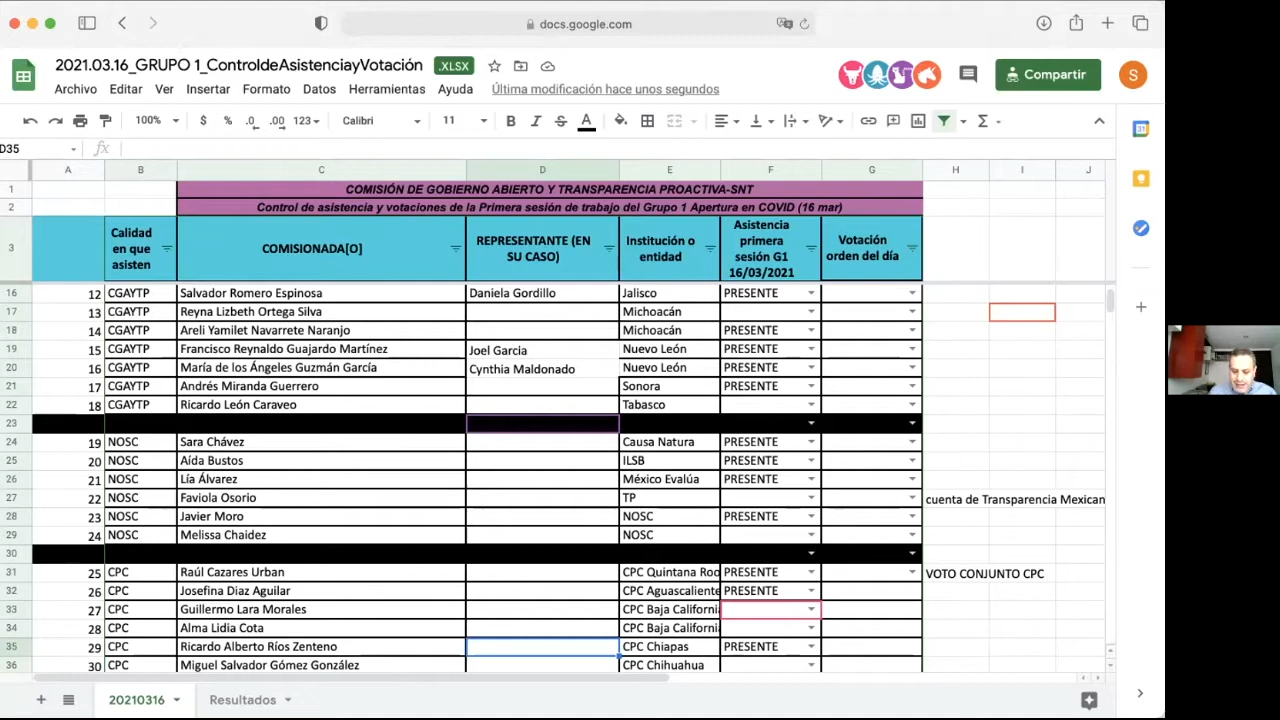 docs.google.com
2021.03.16_GRUPO 1_ControldeAsistenciayVotación .XLSX
Compartir
S
Archivo Editar Ver Insertar Formato Datos Herramientas Ayuda Última modificación hace unos segundos
100% $ % .0 .00 123 Calibri 11 B I S A
D35 fx
A B C D E F G H I J
1 COMISIÓN DE GOBIERNO ABIERTO Y TRANSPARENCIA PROACTIVA-SNT
2 Control de asistencia y votaciones de la Primera sesión de trabajo del Grupo 1 Apertura en COVID (16 mar)
3 Calidad en que asisten COMISIONADA[O] REPRESENTANTE (EN SU CASO) Institución o entidad Asistencia primera sesión G1 16/03/2021 Votación orden del día
16 12 CGAYTP Salvador Romero Espinosa Daniela Gordillo Jalisco PRESENTE
17 13 CGAYTP Reyna Lizbeth Ortega Silva Michoacán
18 14 CGAYTP Areli Yamilet Navarrete Naranjo Michoacán PRESENTE
19 15 CGAYTP Francisco Reynaldo Guajardo Martínez Joel Garcia Nuevo León PRESENTE
20 16 CGAYTP María de los Ángeles Guzmán García Cynthia Maldonado Nuevo León PRESENTE
21 17 CGAYTP Andrés Miranda Guerrero Sonora PRESENTE
22 18 CGAYTP Ricardo León Caraveo Tabasco
23
24 19 NOSC Sara Chávez Causa Natura PRESENTE
25 20 NOSC Aída Bustos ILSB PRESENTE
26 21 NOSC Lía Álvarez México Evalúa PRESENTE
27 22 NOSC Faviola Osorio TP cuenta de Transparencia Mexican
28 23 NOSC Javier Moro NOSC PRESENTE
29 24 NOSC Melissa Chaidez NOSC
30
31 25 CPC Raúl Cazares Urban CPC Quintana Roo PRESENTE VOTO CONJUNTO CPC
32 26 CPC Josefina Diaz Aguilar CPC Aguascaliente PRESENTE
33 27 CPC Guillermo Lara Morales CPC Baja California
34 28 CPC Alma Lidia Cota CPC Baja California
35 29 CPC Ricardo Alberto Ríos Zenteno CPC Chiapas PRESENTE
36 30 CPC Miguel Salvador Gómez González CPC Chihuahua
20210316 Resultados